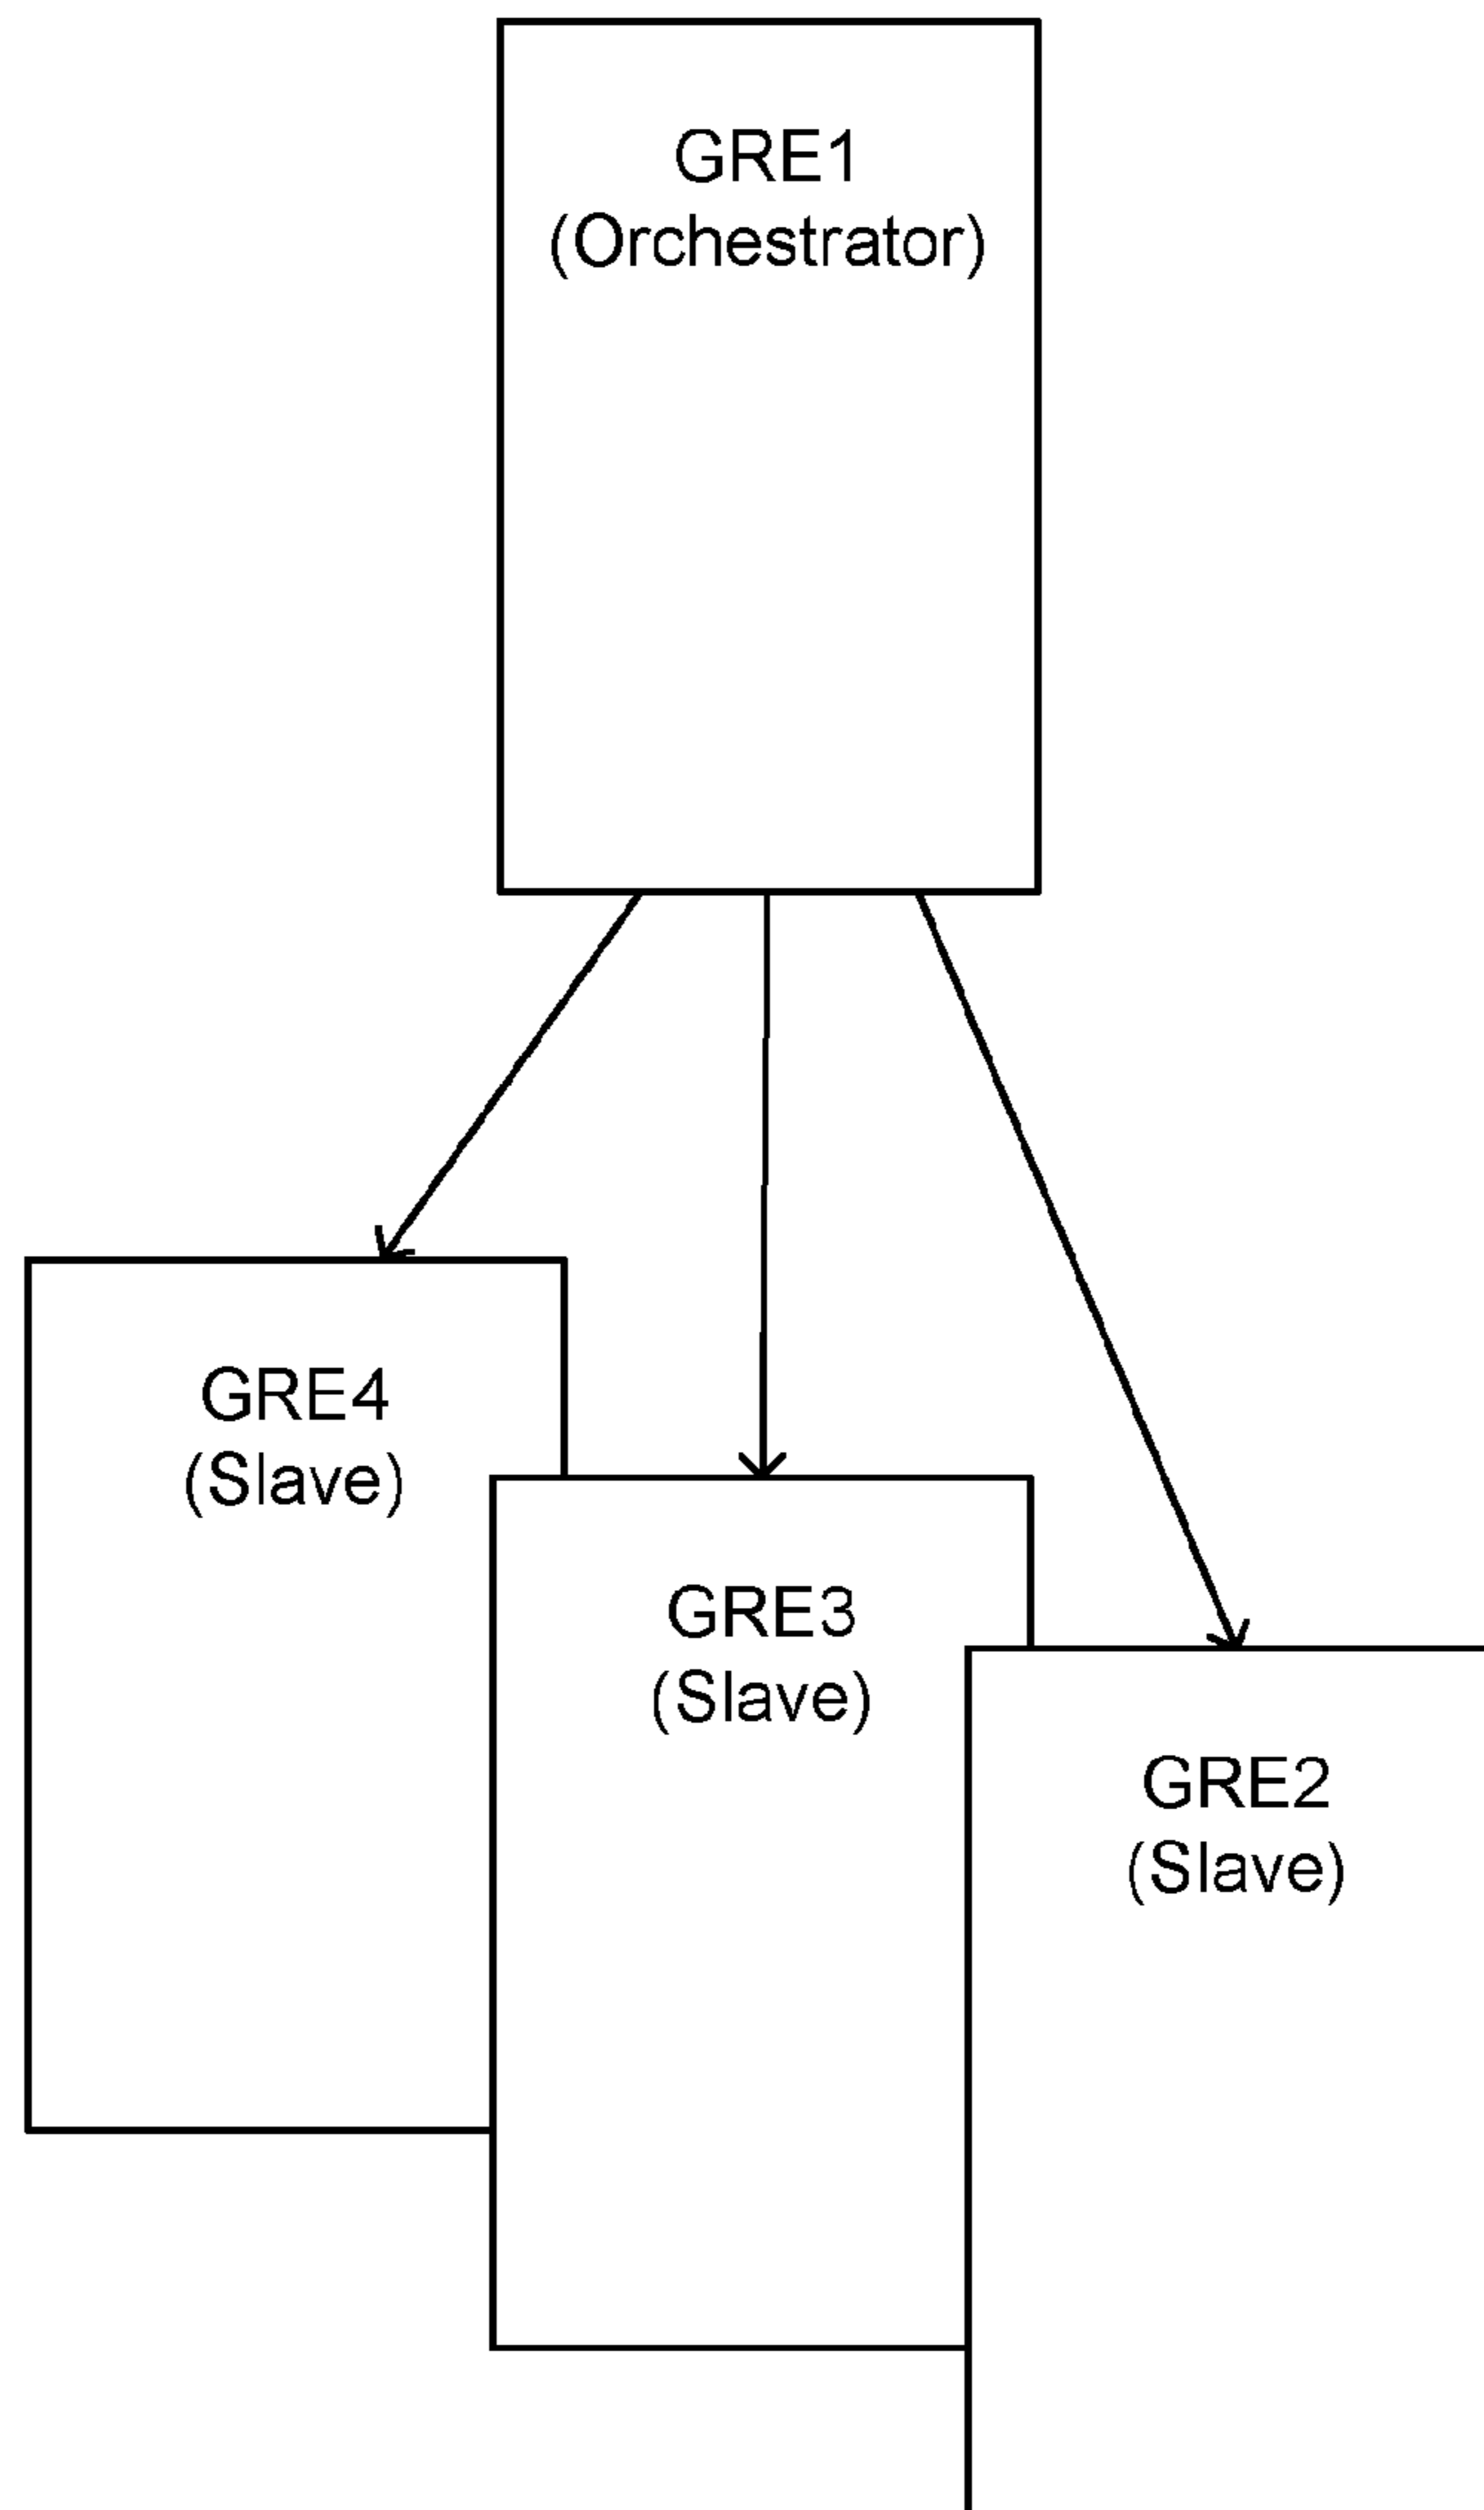 GRE1
(Orchestrator)
GRE4
(Slave)
GRE3
(Slave)
GRE2
(Slave)